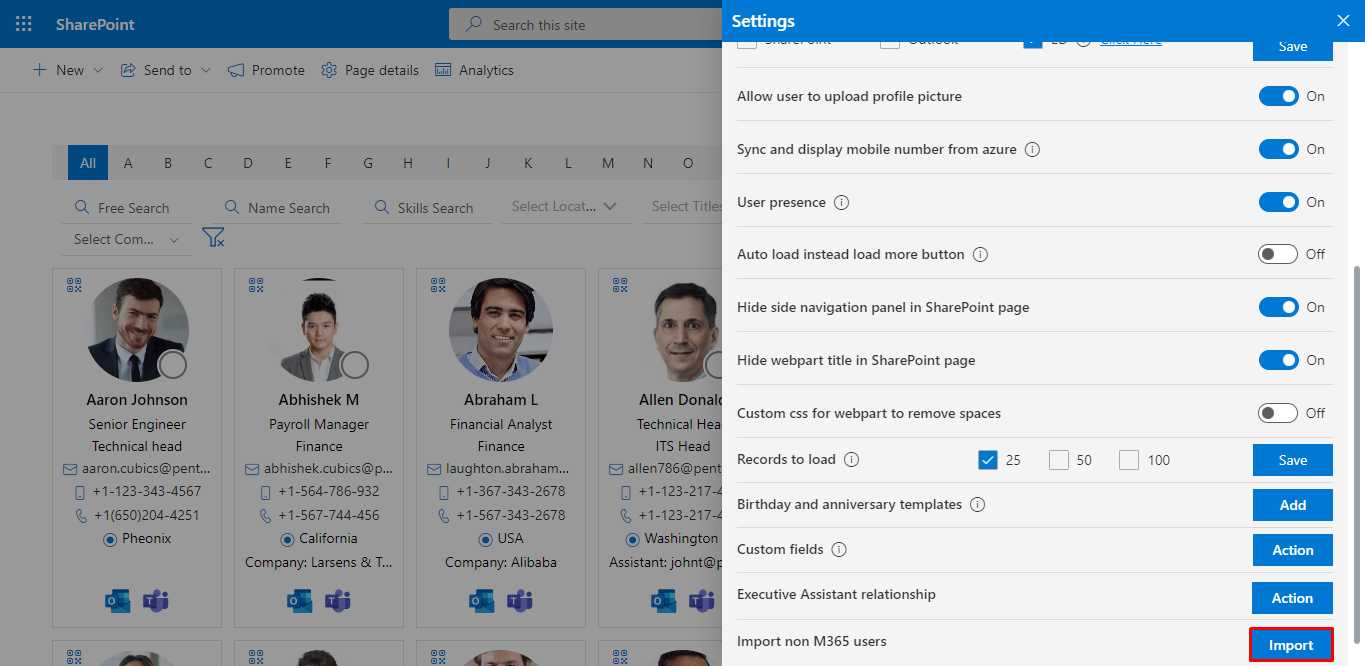 SharePoint
Search this site
New
Send to
Promote
Page details
Analytics
All A B C D E F G H I J K L M N O
Free Search
Name Search
Skills Search
Select Locat...
Select Titles
Select Com...
Aaron Johnson
Senior Engineer
Technical head
aaron.cubics@pent...
+1-123-343-4567
+1(650)204-4251
Pheonix
Abhishek M
Payroll Manager
Finance
abhishek.cubics@p...
+1-564-786-932
+1-567-744-456
California
Company: Larsens & T...
Abraham L
Financial Analyst
Finance
laughton.abraham...
+1-367-343-2678
+1-567-343-2678
USA
Company: Alibaba
Allen Donald
Technical Hea
ITS Head
allen786@pent
+1-123-217-4
+1-123-217-4
Washington
Assistant: johnt@p
Settings
SharePoint
Outlook
Click Here
Save
Allow user to upload profile picture
On
Sync and display mobile number from azure
On
User presence
On
Auto load instead load more button
Off
Hide side navigation panel in SharePoint page
On
Hide webpart title in SharePoint page
On
Custom css for webpart to remove spaces
Off
Records to load
25
50
100
Save
Birthday and anniversary templates
Add
Custom fields
Action
Executive Assistant relationship
Action
Import non M365 users
Import